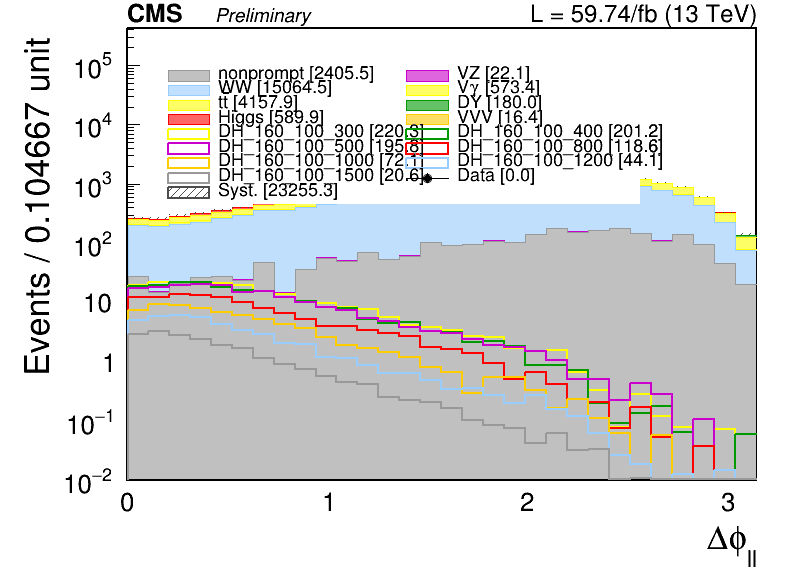 CMS Preliminary L = 59.74/fb (13 TeV)
Events / 0.104667 unit
10^5
10^4
10^3
10^2
10
1
10^−1
10^−2
nonprompt [2405.5] VZ [22.1]
WW [15064.5] Vγ [573.4]
tt [4157.9] DY [180.0]
Higgs [589.9] VVV [16.4]
DH_160_100_300 [220.3] DH_160_100_400 [201.2]
DH_160_100_500 [195.8] DH_160_100_800 [118.6]
DH_160_100_1000 [72.1] DH_160_100_1200 [44.1]
DH_160_100_1500 [20.6] Data [0.0]
Syst. [23255.3]
0 1 2 3
Δϕ_ll